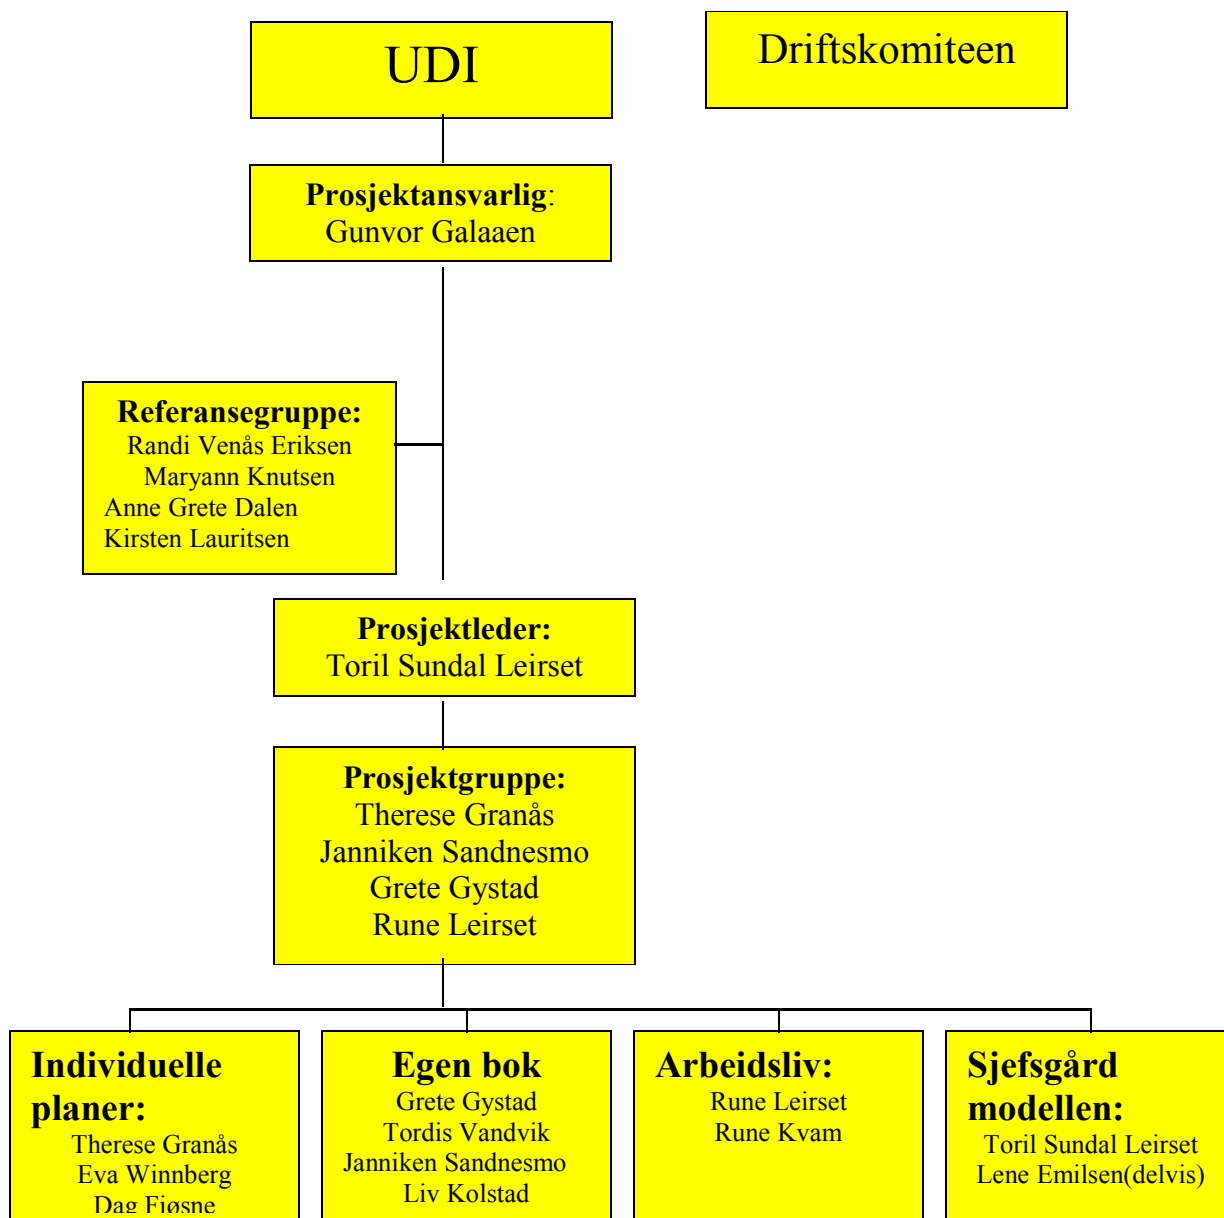 UDI
Driftskomiteen
Prosjektansvarlig:
Gunvor Galaaen
Referansegruppe:
Randi Venås Eriksen
Maryann Knutsen
Anne Grete Dalen
Kirsten Lauritsen
Prosjektleder:
Toril Sundal Leirset
Prosjektgruppe:
Therese Granås
Janniken Sandnesmo
Grete Gystad
Rune Leirset
Individuelle
planer:
Therese Granås
Eva Winnberg
Dag Fjøsne
Egen bok
Grete Gystad
Tordis Vandvik
Janniken Sandnesmo
Liv Kolstad
Arbeidsliv:
Rune Leirset
Rune Kvam
Sjefsgård
modellen:
Toril Sundal Leirset
Lene Emilsen(delvis)